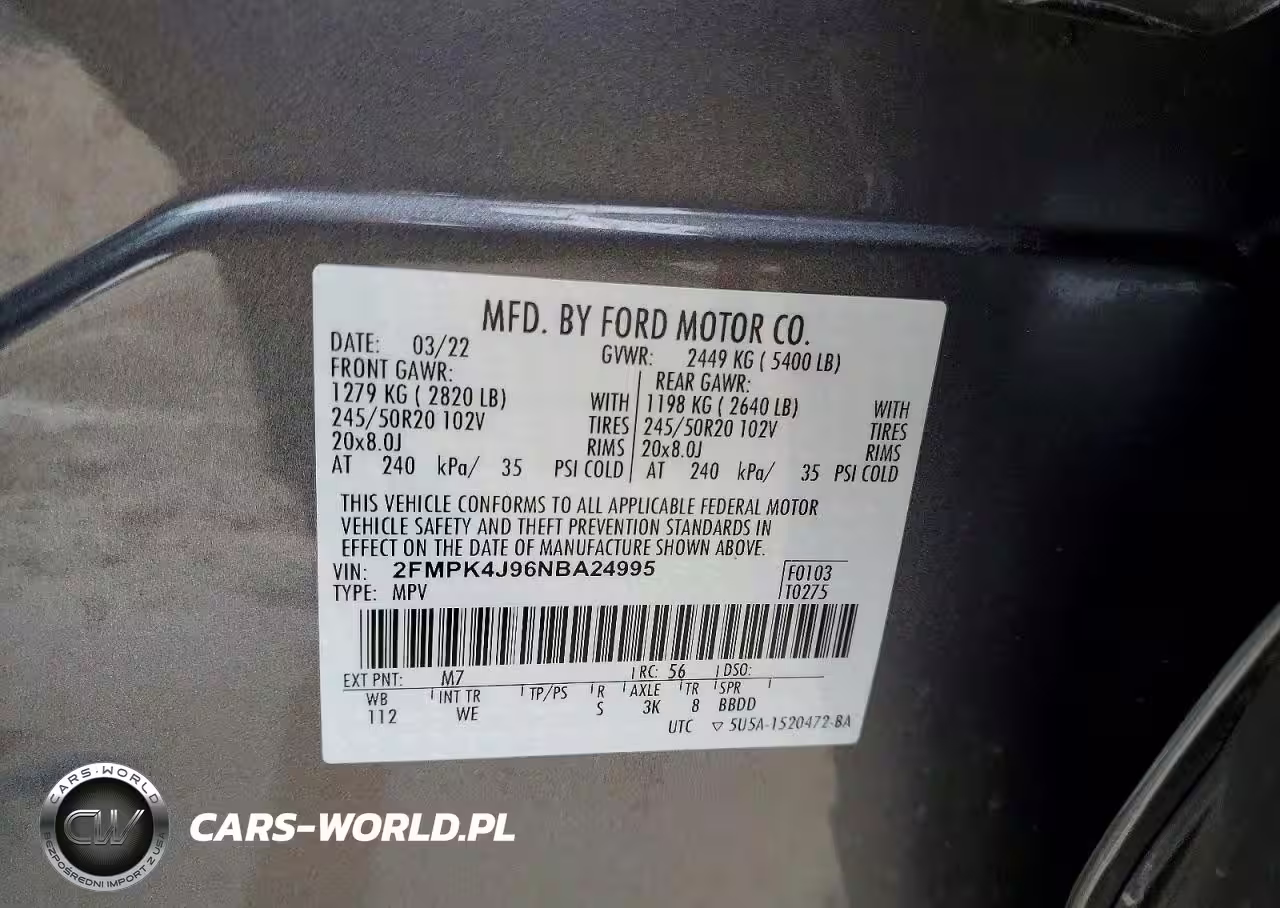 MFD. BY FORD MOTOR CO.
DATE: 03/22 GVWR: 2449 KG ( 5400 LB)
FRONT GAWR: REAR GAWR:
1279 KG ( 2820 LB) WITH 1198 KG ( 2640 LB) WITH
245/50R20 102V TIRES 245/50R20 102V TIRES
20x8.0J RIMS 20x8.0J RIMS
AT 240 kPa/ 35 PSI COLD AT 240 kPa/ 35 PSI COLD
THIS VEHICLE CONFORMS TO ALL APPLICABLE FEDERAL MOTOR
VEHICLE SAFETY AND THEFT PREVENTION STANDARDS IN
EFFECT ON THE DATE OF MANUFACTURE SHOWN ABOVE.
VIN: 2FMPK4J96NBA24995 F0103
TYPE: MPV T0275
EXT PNT: M7 RC: 56 DSO:
WB INT TR TP/PS R AXLE TR SPR
112 WE S 3K 8 BBDD
UTC ▽ 5U5A-1520472-BA
CARS-WORLD
CW
BEZPOŚREDNI IMPORT Z USA
CARS-WORLD.PL